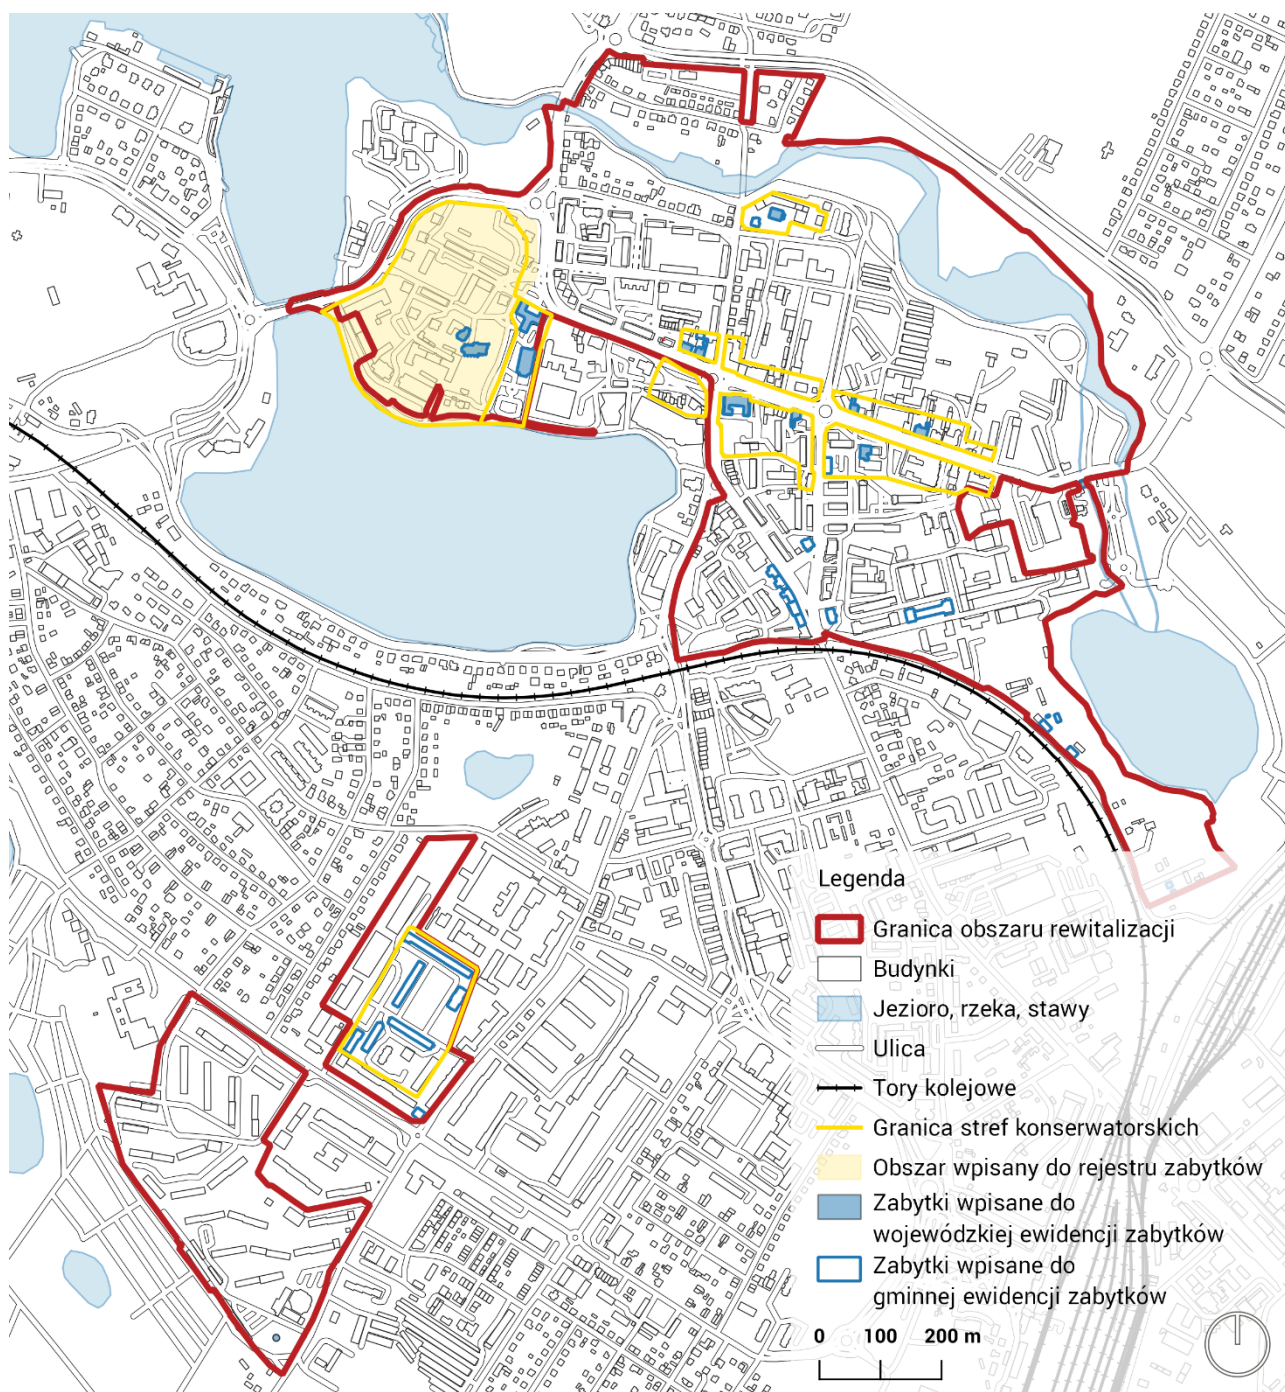 Legenda
Granica obszaru rewitalizacji
Budynki
Jezioro, rzeka, stawy
Ulica
Tory kolejowe
Granica stref konserwatorskich
Obszar wpisany do rejestru zabytków
Zabytki wpisane do
wojewódzkiej ewidencji zabytków
Zabytki wpisane do
gminnej ewidencji zabytków
0 100 200 m